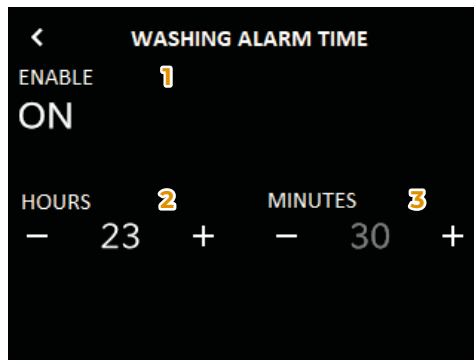 < WASHING ALARM TIME
ENABLE 1
ON
HOURS 2 MINUTES 3
− 23 + − 30 +